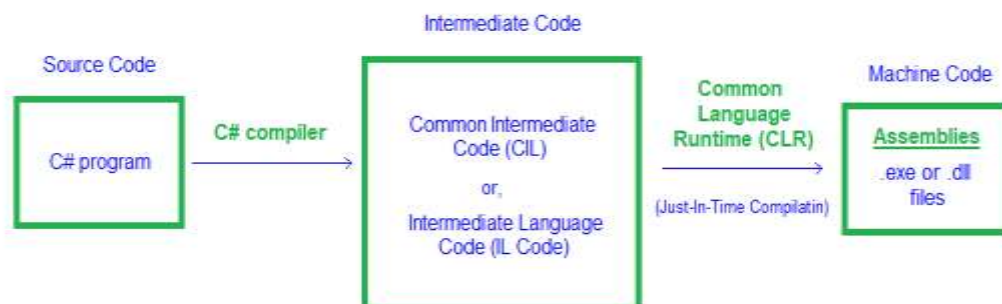 Intermediate Code
Source Code
Machine Code
C# program
C# compiler
Common Intermediate
Code (CIL)
or,
Intermediate Language
Code (IL Code)
Common
Language
Runtime (CLR)
(Just-In-Time Compilatin)
Assemblies
.exe or .dll
files